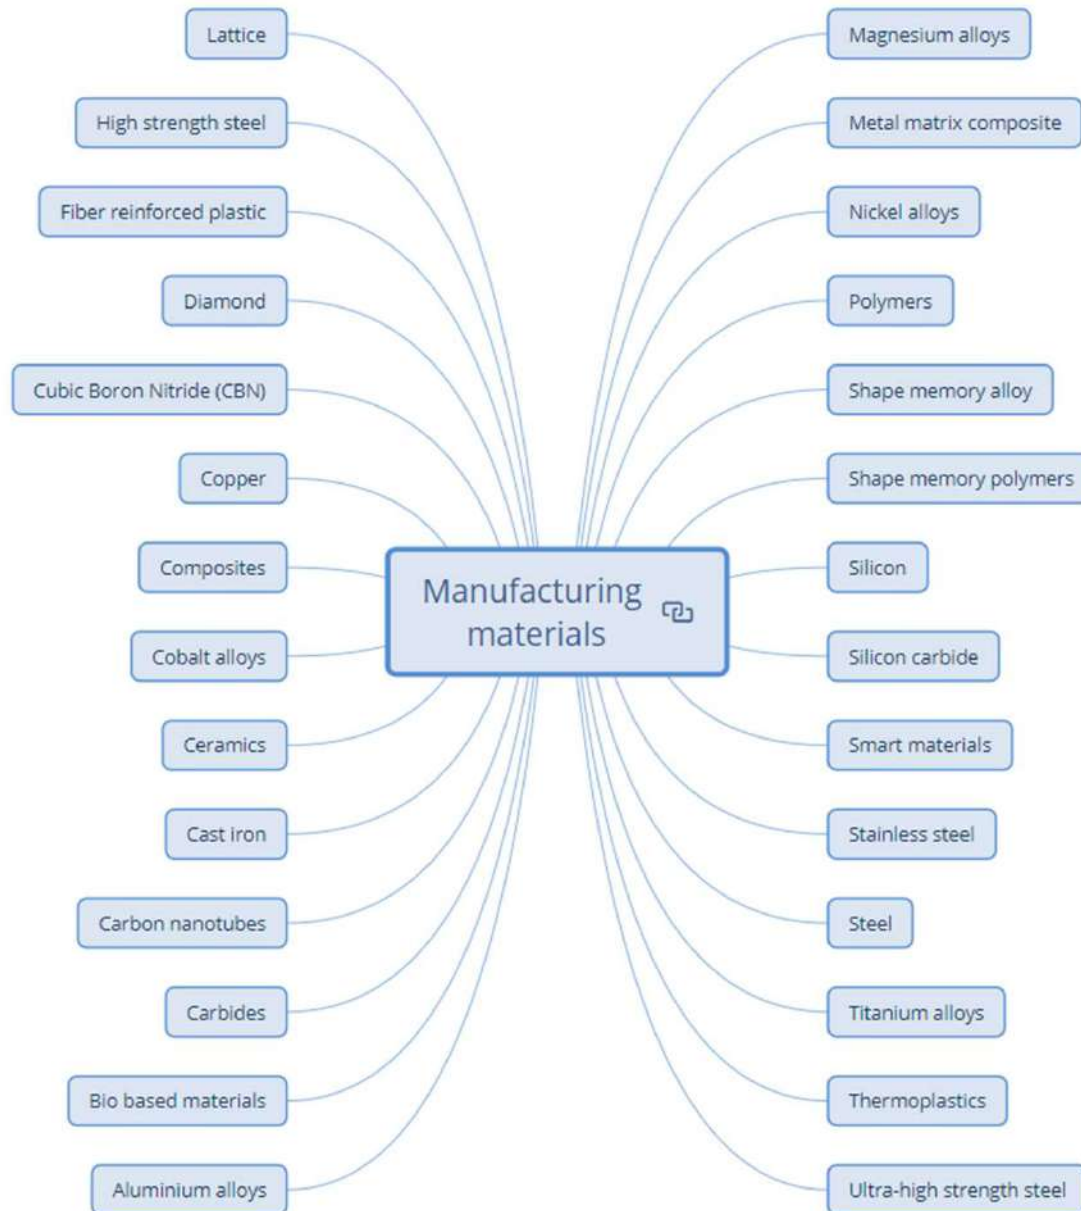 Lattice
High strength steel
Fiber reinforced plastic
Diamond
Cubic Boron Nitride (CBN)
Copper
Composites
Cobalt alloys
Ceramics
Cast iron
Carbon nanotubes
Carbides
Bio based materials
Aluminium alloys
Manufacturing
materials
Magnesium alloys
Metal matrix composite
Nickel alloys
Polymers
Shape memory alloy
Shape memory polymers
Silicon
Silicon carbide
Smart materials
Stainless steel
Steel
Titanium alloys
Thermoplastics
Ultra-high strength steel